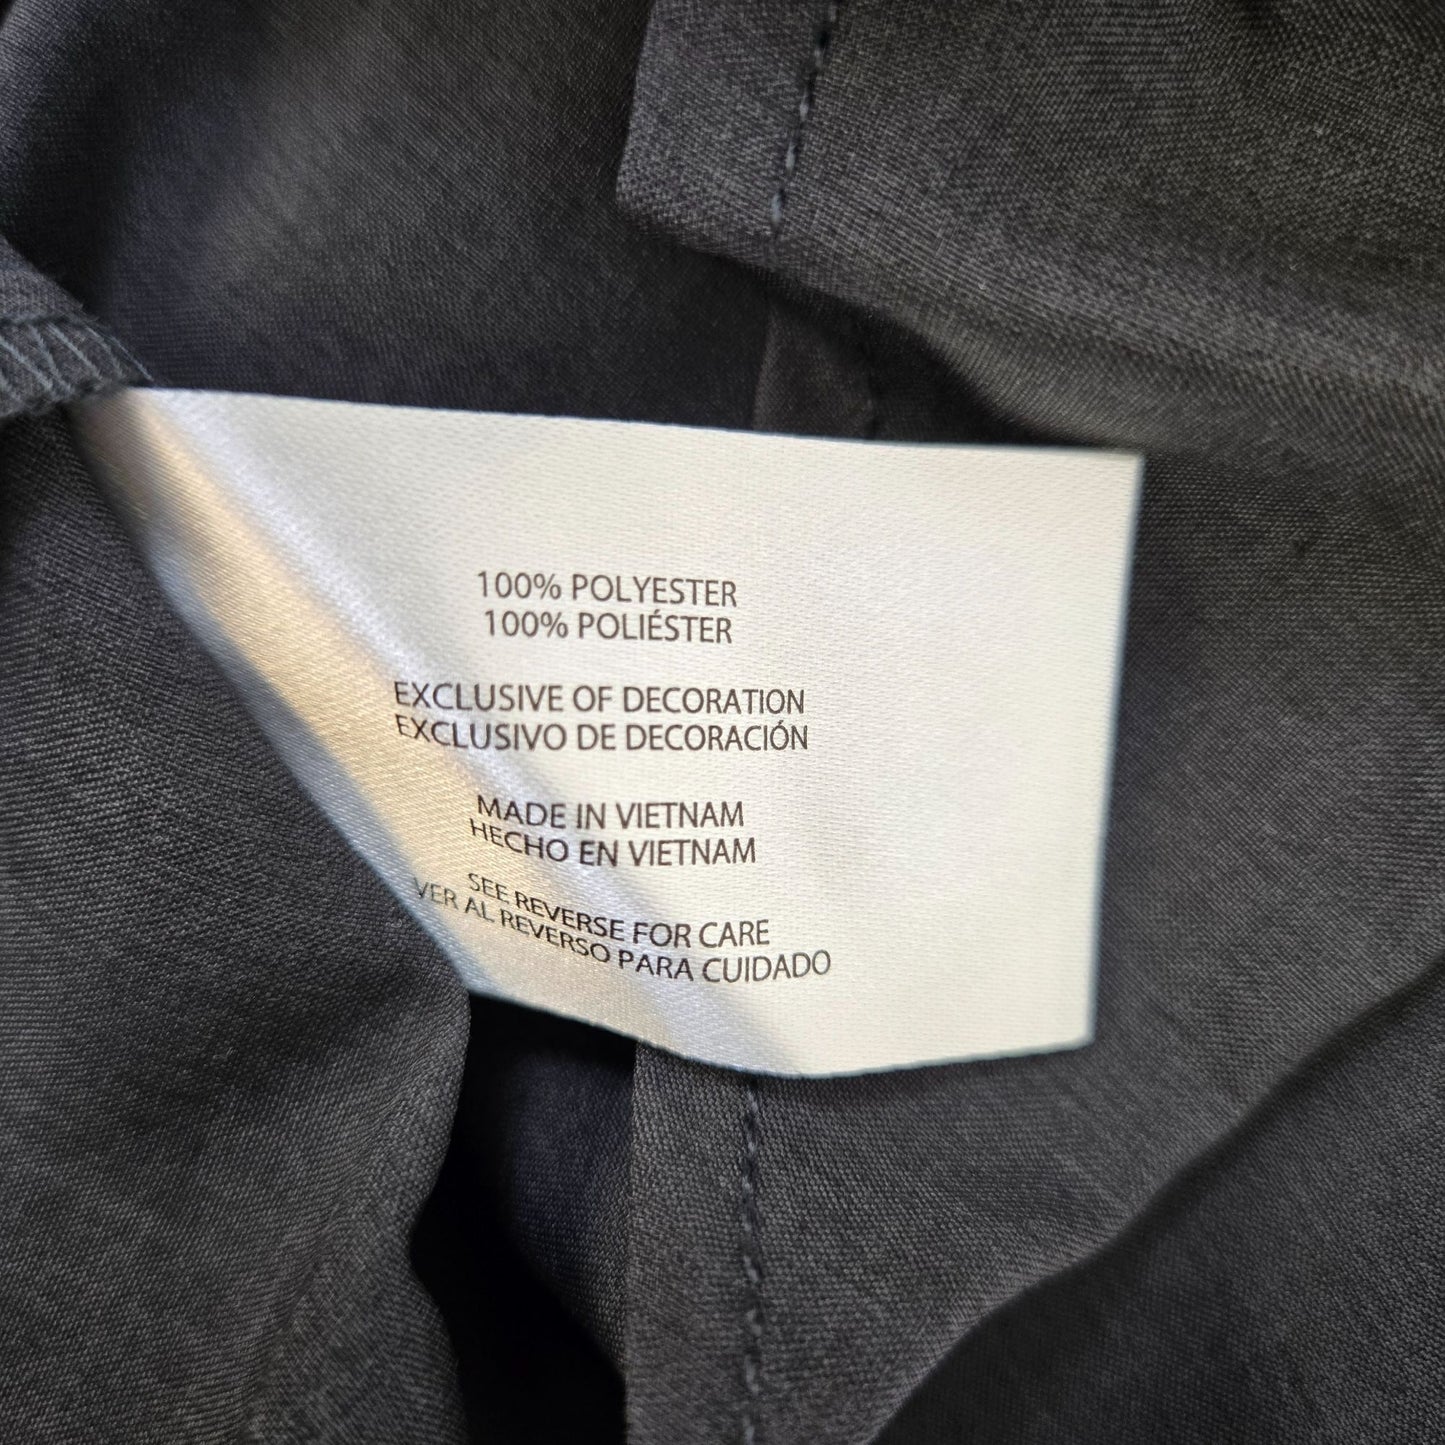 100% POLYESTER
100% POLIÉSTER
EXCLUSIVE OF DECORATION
EXCLUSIVO DE DECORACIÓN
MADE IN VIETNAM
HECHO EN VIETNAM
SEE REVERSE FOR CARE
VER AL REVERSO PARA CUIDADO